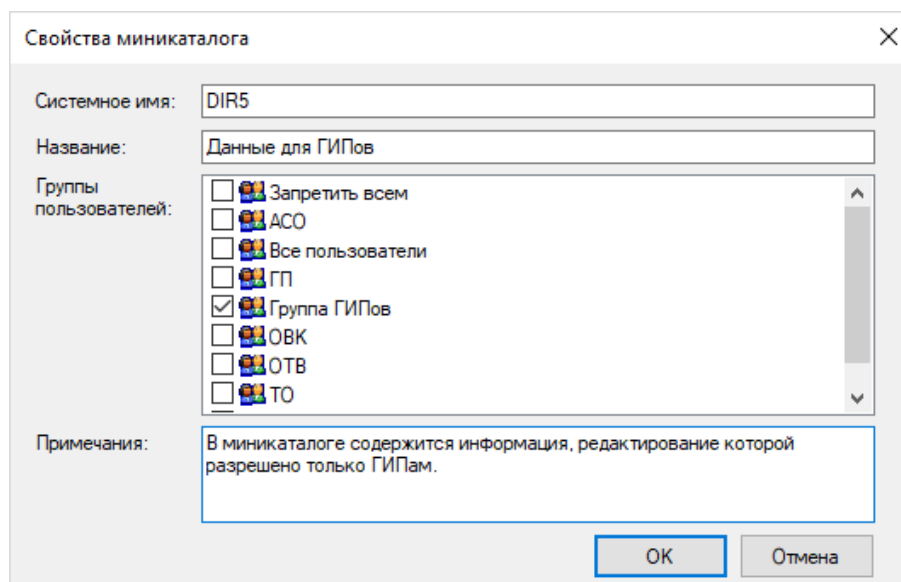 Свойства миникаталога
Системное имя:
DIR5
Название:
Данные для ГИПов
Группы
пользователей:
Запретить всем
АСО
Все пользователи
ГП
Группа ГИПов
ОВК
ОТВ
ТО
Примечания:
В миникаталоге содержится информация, редактирование которой
разрешено только ГИПам.
ОК
Отмена